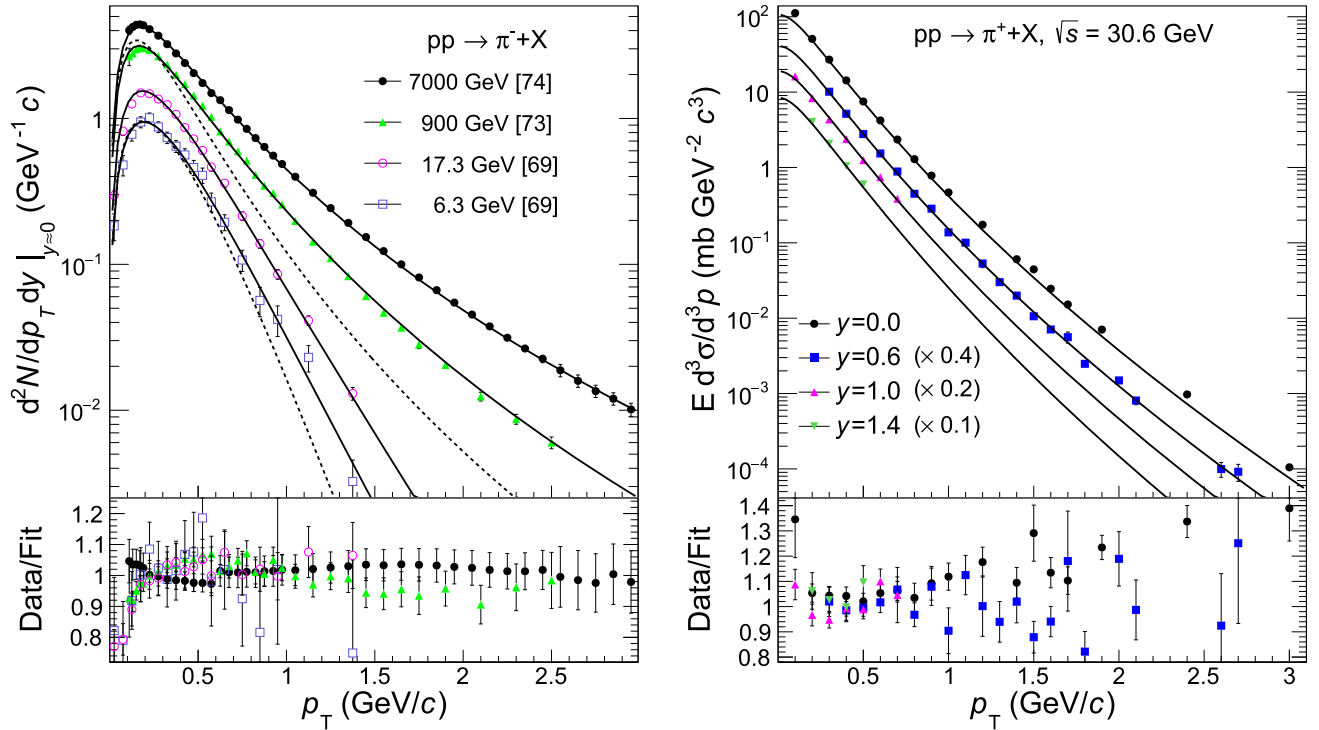 pp → π⁻+X
7000 GeV [74]
900 GeV [73]
17.3 GeV [69]
6.3 GeV [69]
d²N/dp_T dy |_y≈0 (GeV⁻¹ c)
1
10⁻¹
10⁻²
Data/Fit
1.2
1.1
1
0.9
0.8
0.5
1
1.5
2
2.5
p_T (GeV/c)
pp → π⁺+X, √s = 30.6 GeV
E d³σ/d³p (mb GeV⁻² c³)
10²
10
1
10⁻¹
10⁻²
10⁻³
10⁻⁴
y=0.0
y=0.6 (× 0.4)
y=1.0 (× 0.2)
y=1.4 (× 0.1)
Data/Fit
1.4
1.3
1.2
1.1
1
0.9
0.8
0.5
1
1.5
2
2.5
3
p_T (GeV/c)